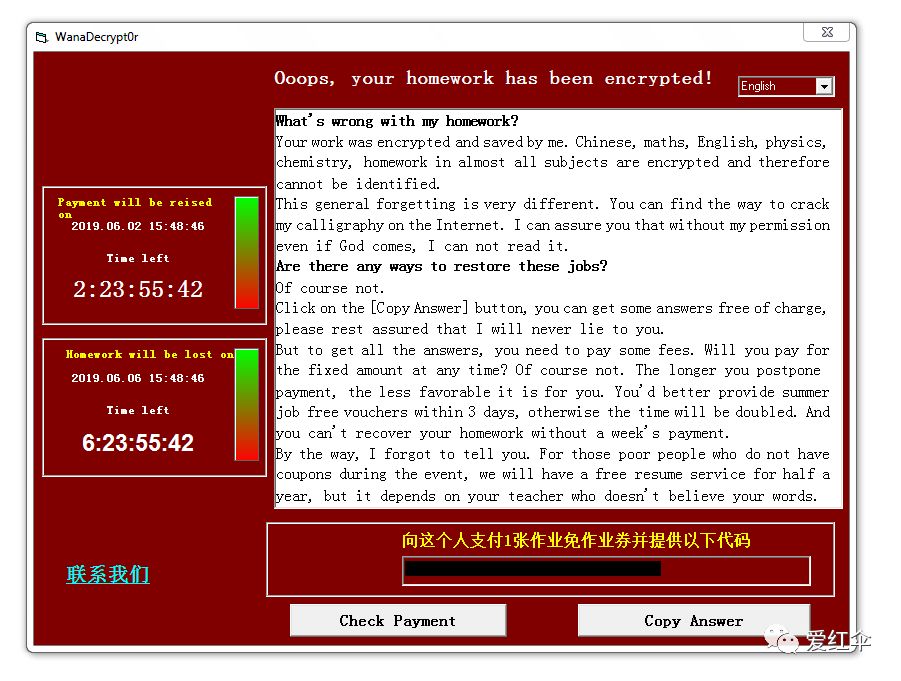 WanaDecrypt0r
Ooops, your homework has been encrypted!
English
What's wrong with my homework?
Your work was encrypted and saved by me. Chinese, maths, English, physics,
chemistry, homework in almost all subjects are encrypted and therefore
cannot be identified.
This general forgetting is very different. You can find the way to crack
my calligraphy on the Internet. I can assure you that without my permission
even if God comes, I can not read it.
Are there any ways to restore these jobs?
Of course not.
Click on the [Copy Answer] button, you can get some answers free of charge,
please rest assured that I will never lie to you.
But to get all the answers, you need to pay some fees. Will you pay for
the fixed amount at any time? Of course not. The longer you postpone
payment, the less favorable it is for you. You'd better provide summer
job free vouchers within 3 days, otherwise the time will be doubled. And
you can't recover your homework without a week's payment.
By the way, I forgot to tell you. For those poor people who do not have
coupons during the event, we will have a free resume service for half a
year, but it depends on your teacher who doesn't believe your words.
Payment will be reised
on
2019.06.02 15:48:46
Time left
2:23:55:42
Homework will be lost on
2019.06.06 15:48:46
Time left
6:23:55:42
联系我们
向这个人支付1张作业免作业券并提供以下代码
Check Payment
Copy Answer
爱红伞